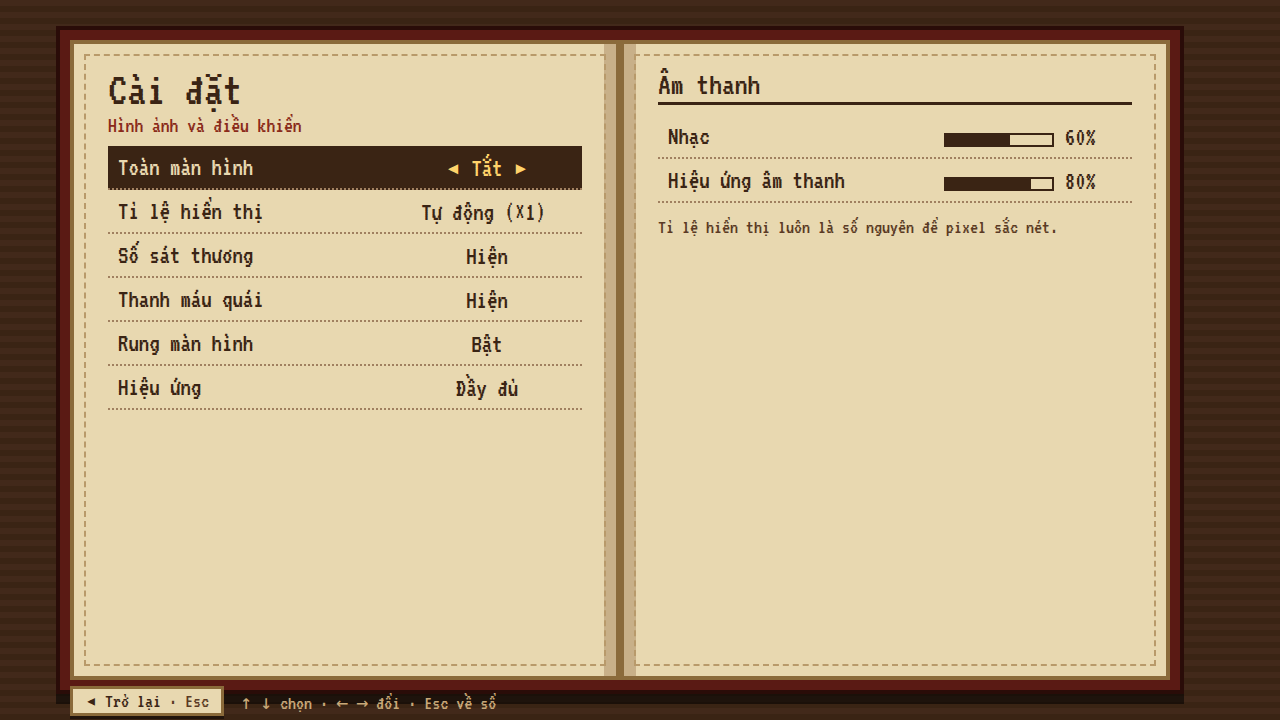 Cài đặt
Hình ảnh và điều khiển
Toàn màn hình ◄ Tắt ►
Tỉ lệ hiển thị Tự động (X1)
Số sát thương Hiện
Thanh máu quái Hiện
Rung màn hình Bật
Hiệu ứng Đầy đủ
Âm thanh
Nhạc 60%
Hiệu ứng âm thanh 80%
Tỉ lệ hiển thị luôn là số nguyên để pixel sắc nét.
◄ Trở lại · Esc ↑ ↓ chọn · ← → đổi · Esc về sổ